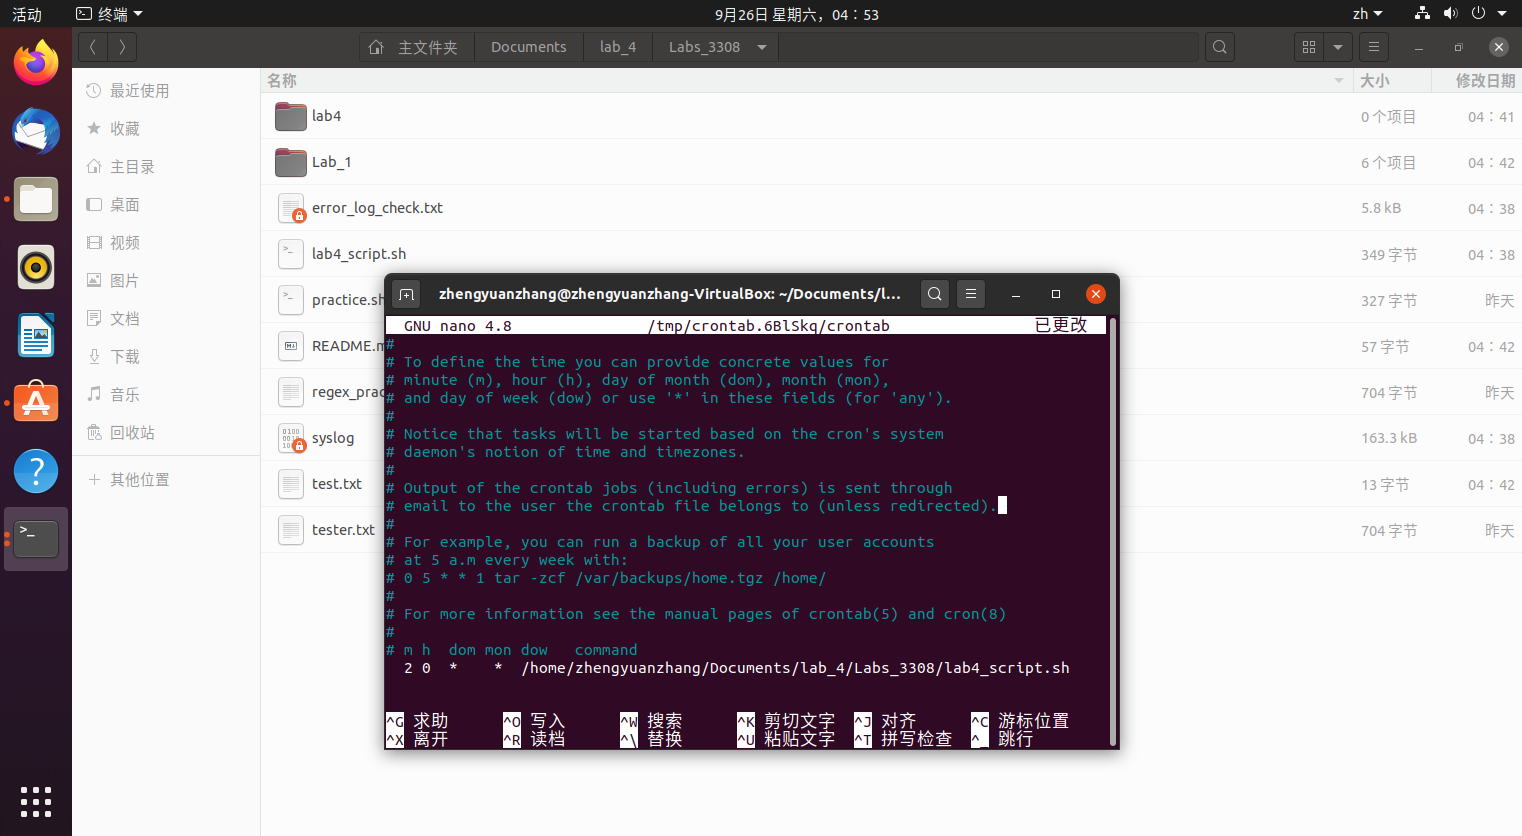 活动
终端
9月26日 星期六，04：53
zh
主文件夹
Documents
lab_4
Labs_3308
最近使用
收藏
主目录
桌面
视频
图片
文档
下载
音乐
回收站
其他位置
名称 大小 修改日期
lab4 0 个项目 04：41
Lab_1 6 个项目 04：42
error_log_check.txt 5.8 kB 04：38
lab4_script.sh 349 字节 04：38
practice.sh 327 字节 昨天
README.m 57 字节 04：42
regex_prac 704 字节 昨天
syslog 163.3 kB 04：38
test.txt 13 字节 04：42
tester.txt 704 字节 昨天
zhengyuanzhang@zhengyuanzhang-VirtualBox: ~/Documents/l...
GNU nano 4.8 /tmp/crontab.6BlSkq/crontab 已更改
#
# To define the time you can provide concrete values for
# minute (m), hour (h), day of month (dom), month (mon),
# and day of week (dow) or use '*' in these fields (for 'any').
#
# Notice that tasks will be started based on the cron's system
# daemon's notion of time and timezones.
#
# Output of the crontab jobs (including errors) is sent through
# email to the user the crontab file belongs to (unless redirected).
#
# For example, you can run a backup of all your user accounts
# at 5 a.m every week with:
# 0 5 * * 1 tar -zcf /var/backups/home.tgz /home/
#
# For more information see the manual pages of crontab(5) and cron(8)
#
# m h  dom mon dow   command
2 0  *    *  /home/zhengyuanzhang/Documents/lab_4/Labs_3308/lab4_script.sh
^G 求助 ^O 写入 ^W 搜索 ^K 剪切文字 ^J 对齐 ^C 游标位置
^X 离开 ^R 读档 ^\ 替换 ^U 粘贴文字 ^T 拼写检查 ^_ 跳行